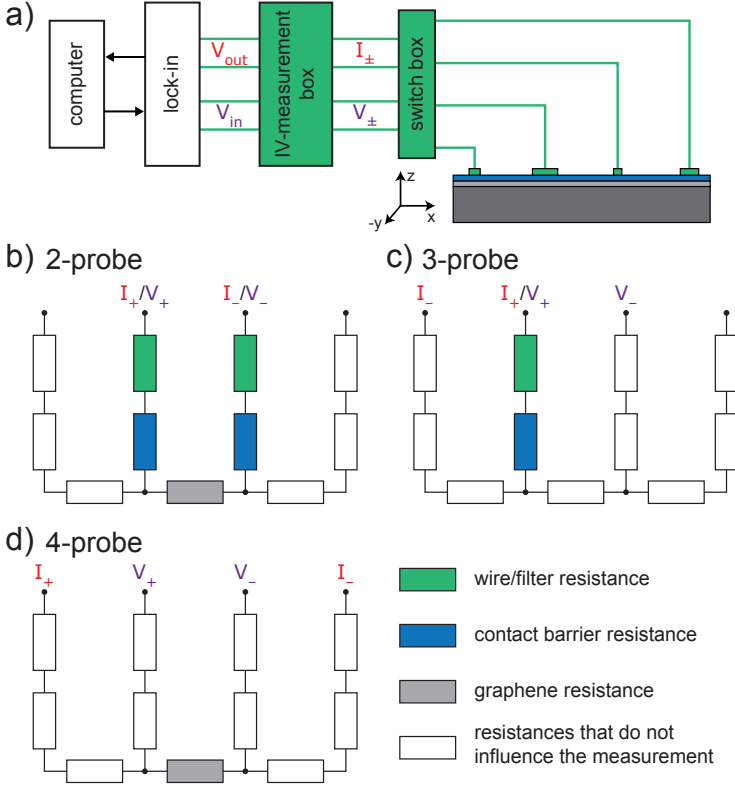 a)
computer
lock-in
V_out
V_in
IV-measurement
box
I_±
V_±
switch box
z
x
-y
b) 2-probe
I_+/V_+
I_-/V_-
c) 3-probe
I_-
I_+/V_+
V_-
d) 4-probe
I_+
V_+
V_-
I_-
wire/filter resistance
contact barrier resistance
graphene resistance
resistances that do not
influence the measurement